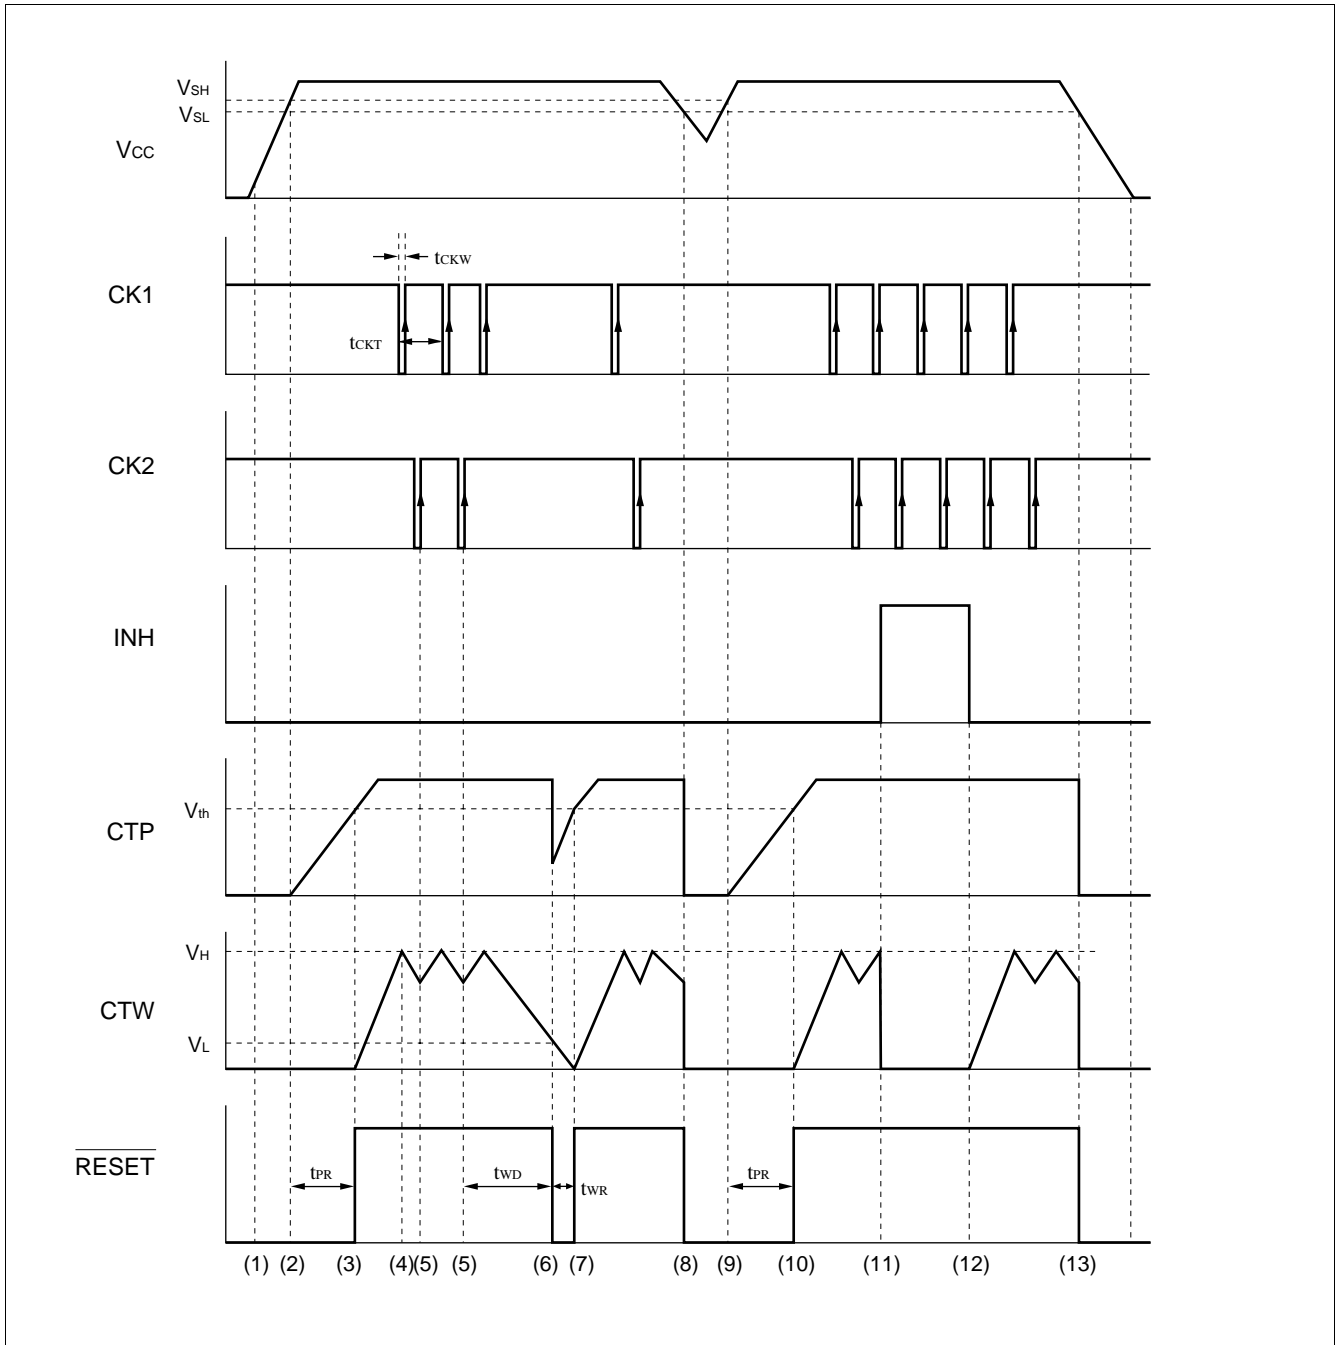 VSH
VSL
VCC
tCKW
CK1
tCKT
CK2
INH
Vth
CTP
VH
CTW
VL
RESET
tPR
tWD
tWR
tPR
(1) (2) (3) (4) (5) (5) (6) (7) (8) (9) (10) (11) (12) (13)